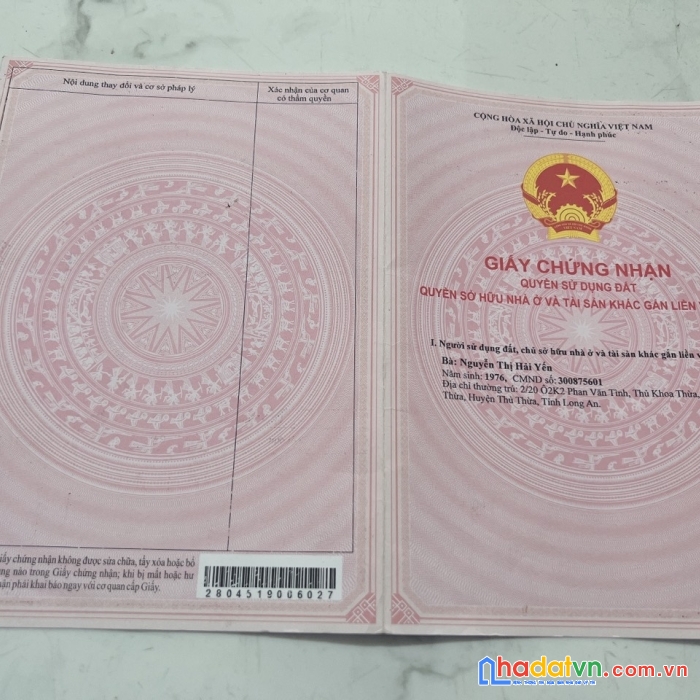 Nội dung thay đổi và cơ sở pháp lý
Xác nhận của cơ quan
có thẩm quyền
Giấy chứng nhận không được sửa chữa, tẩy xóa hoặc bổ
nào trong Giấy chứng nhận; khi bị mất hoặc hư
phải khai báo ngay với cơ quan cấp Giấy.
2804519006027
CỘNG HÒA XÃ HỘI CHỦ NGHĨA VIỆT NAM
Độc lập - Tự do - Hạnh phúc
GIẤY CHỨNG NHẬN
QUYỀN SỬ DỤNG ĐẤT
QUYỀN SỞ HỮU NHÀ Ở VÀ TÀI SẢN KHÁC GẮN LIỀN
I. Người sử dụng đất, chủ sở hữu nhà ở và tài sản khác gắn liền
Bà: Nguyễn Thị Hải Yến
Năm sinh: 1976, CMND số: 300875601
Địa chỉ thường trú: 2/20 Ô2K2 Phan Văn Tình, Thủ Khoa Thừa,
Thừa, Huyện Thủ Thừa, Tỉnh Long An.
nhadatvn.com.vn